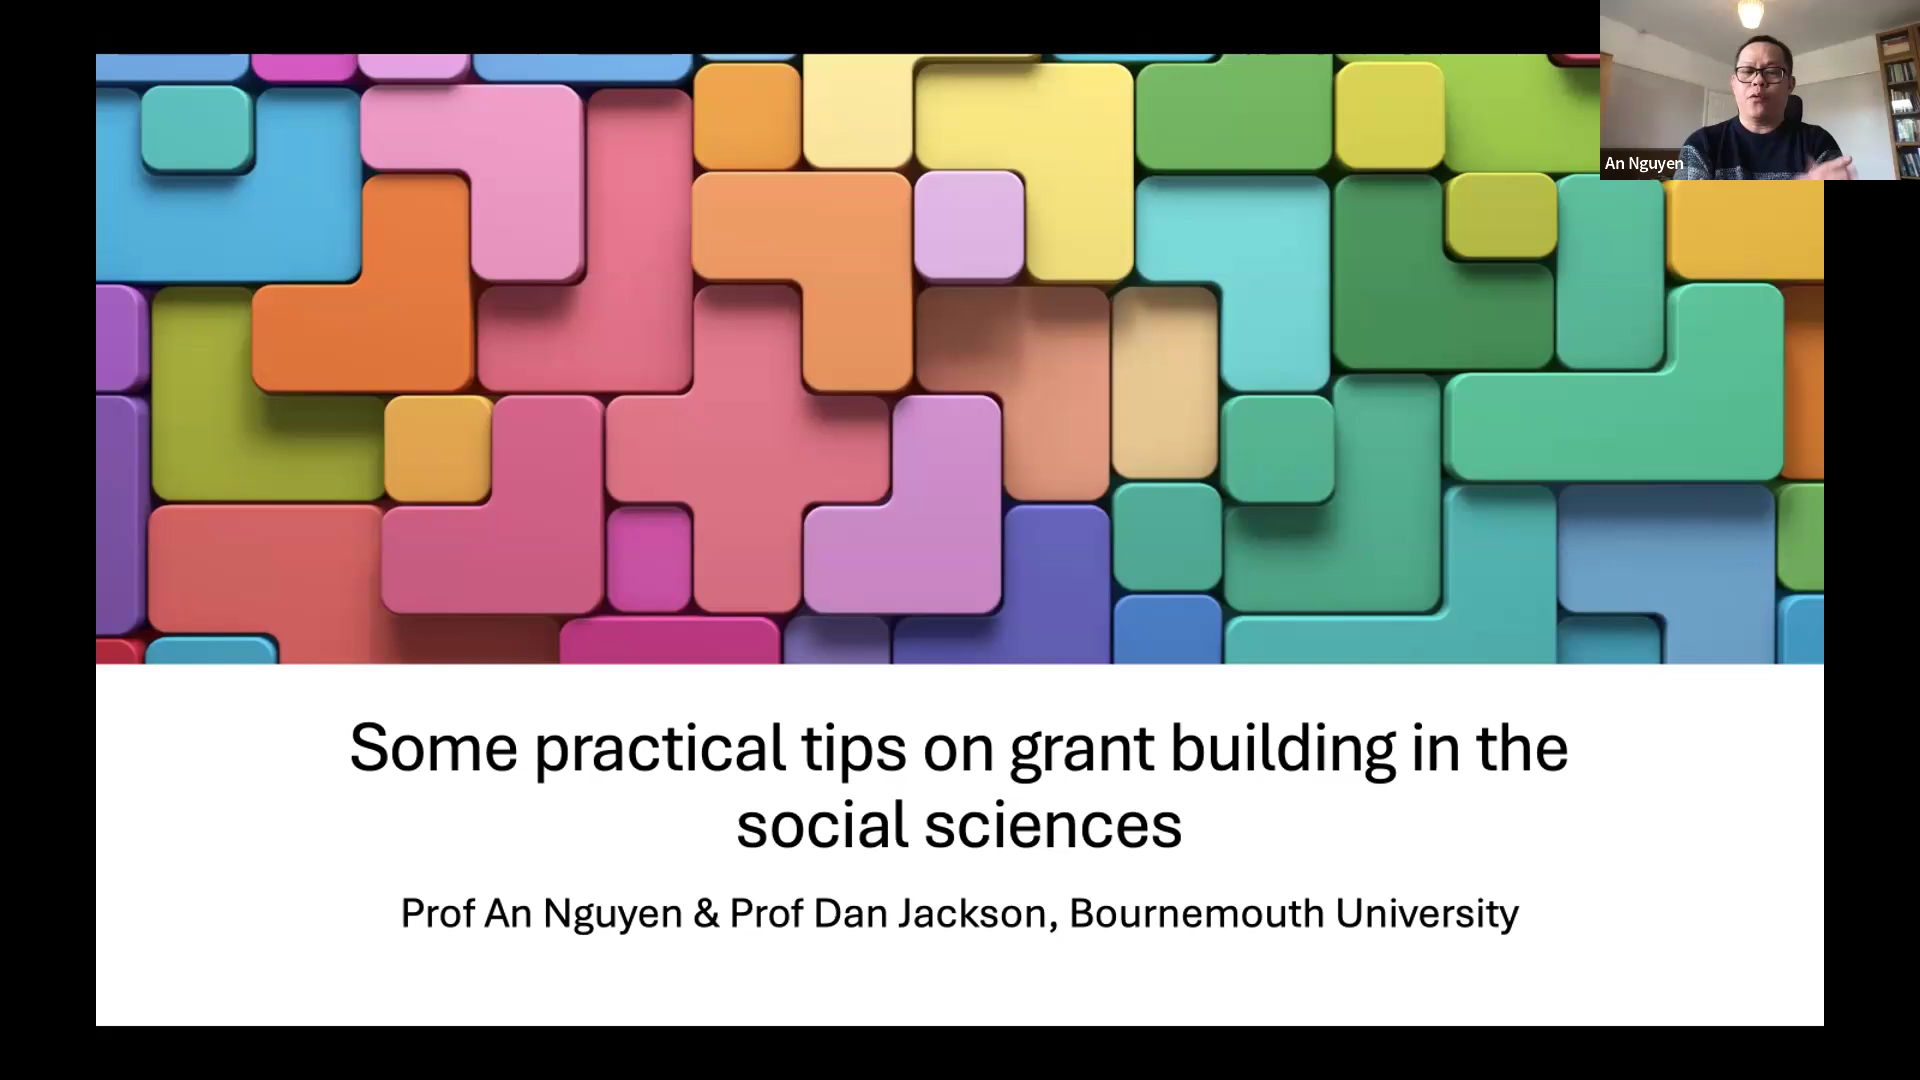 An Nguyen
Some practical tips on grant building in the
social sciences
Prof An Nguyen & Prof Dan Jackson, Bournemouth University